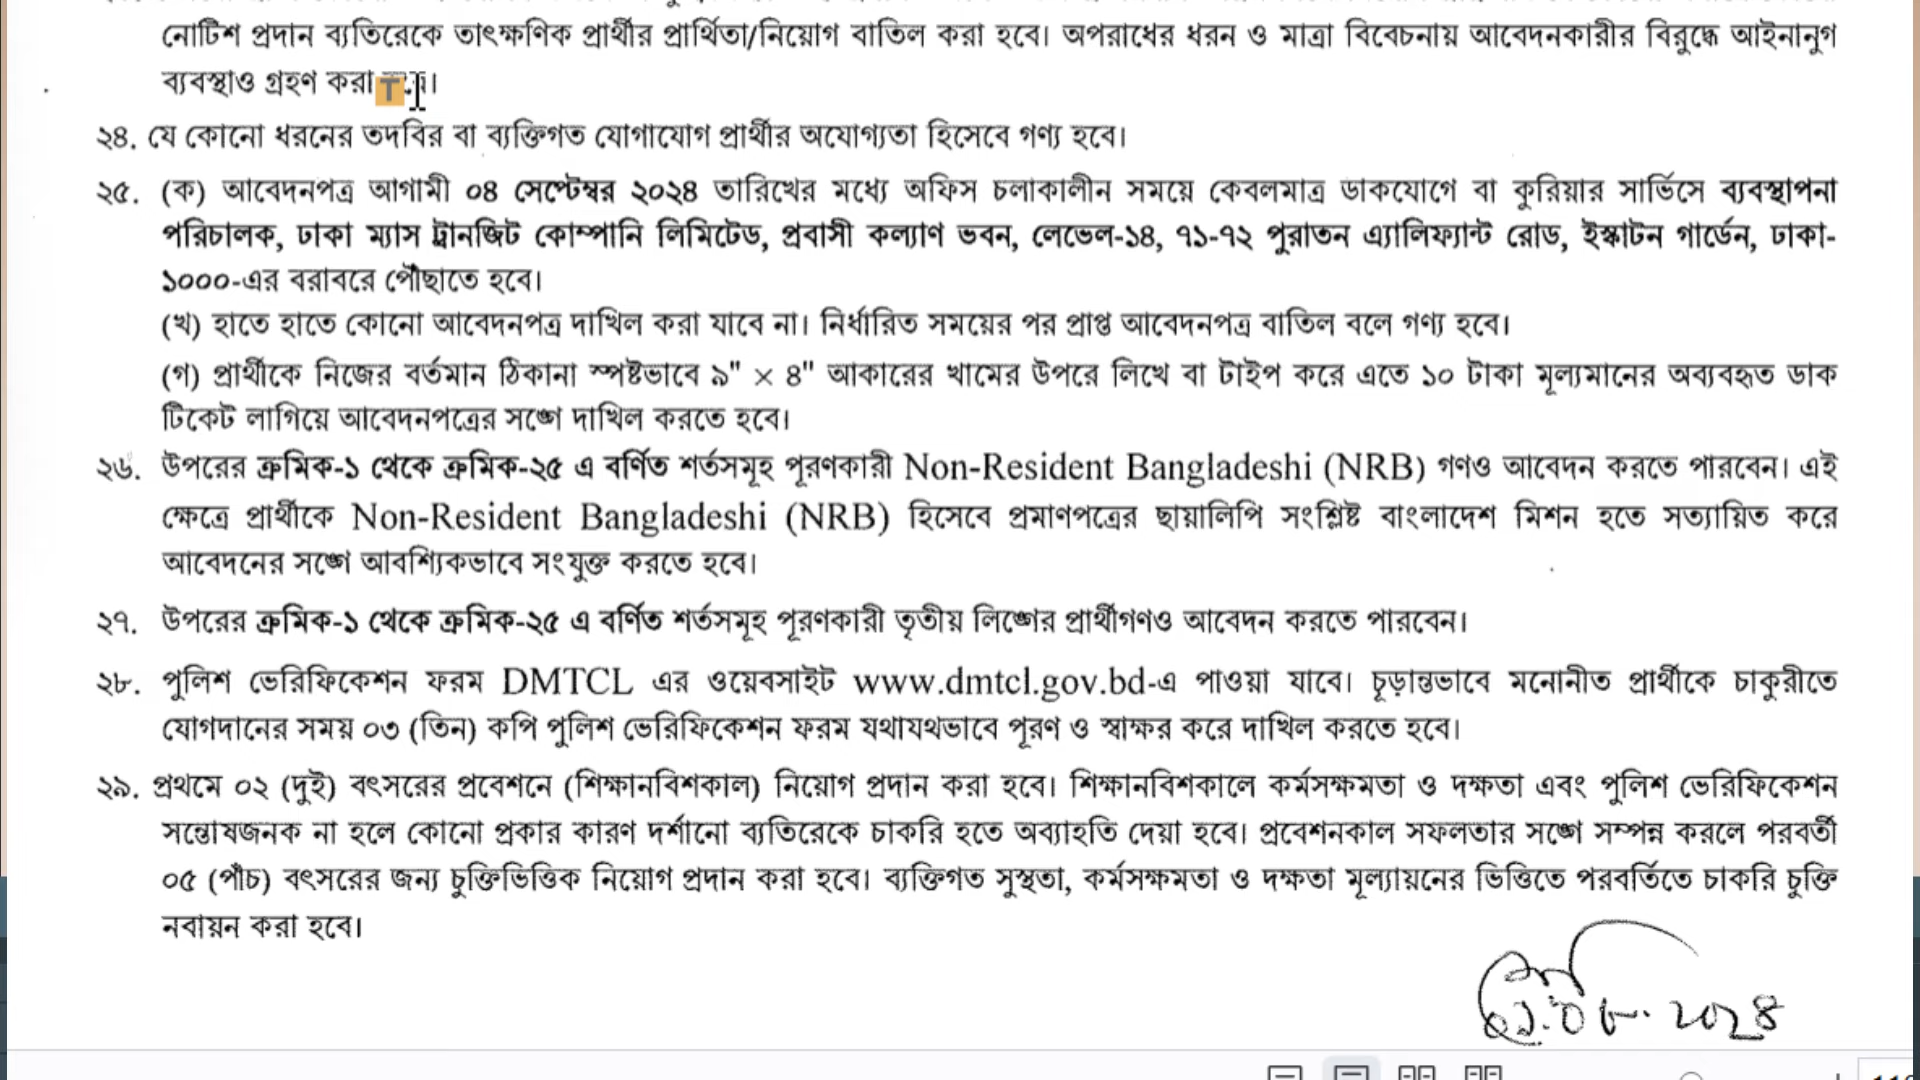 নোটিশ প্রদান ব্যতিরেকে তাৎক্ষণিক প্রার্থীর প্রার্থিতা/নিয়োগ বাতিল করা হবে। অপরাধের ধরন ও মাত্রা বিবেচনায় আবেদনকারীর বিরুদ্ধে আইনানুগ
ব্যবস্থাও গ্রহণ করা
২৪. যে কোনো ধরনের তদবির বা ব্যক্তিগত যোগাযোগ প্রার্থীর অযোগ্যতা হিসেবে গণ্য হবে।
২৫. (ক) আবেদনপত্র আগামী ০৪ সেপ্টেম্বর ২০২৪ তারিখের মধ্যে অফিস চলাকালীন সময়ে কেবলমাত্র ডাকযোগে বা কুরিয়ার সার্ভিসে ব্যবস্থাপনা
পরিচালক, ঢাকা ম্যাস ট্রানজিট কোম্পানি লিমিটেড, প্রবাসী কল্যাণ ভবন, লেভেল-১৪, ৭১-৭২ পুরাতন এ্যালিফ্যান্ট রোড, ইস্কাটন গার্ডেন, ঢাকা-
১০০০-এর বরাবরে পৌঁছাতে হবে।
(খ) হাতে হাতে কোনো আবেদনপত্র দাখিল করা যাবে না। নির্ধারিত সময়ের পর প্রাপ্ত আবেদনপত্র বাতিল বলে গণ্য হবে।
(গ) প্রার্থীকে নিজের বর্তমান ঠিকানা স্পষ্টভাবে ৯" × ৪" আকারের খামের উপরে লিখে বা টাইপ করে এতে ১০ টাকা মূল্যমানের অব্যবহৃত ডাক
টিকেট লাগিয়ে আবেদনপত্রের সঙ্গে দাখিল করতে হবে।
২৬. উপরের ক্রমিক-১ থেকে ক্রমিক-২৫ এ বর্ণিত শর্তসমূহ পূরণকারী Non-Resident Bangladeshi (NRB) গণও আবেদন করতে পারবেন। এই
ক্ষেত্রে প্রার্থীকে Non-Resident Bangladeshi (NRB) হিসেবে প্রমাণপত্রের ছায়ালিপি সংশ্লিষ্ট বাংলাদেশ মিশন হতে সত্যায়িত করে
আবেদনের সঙ্গে আবশ্যিকভাবে সংযুক্ত করতে হবে।
২৭. উপরের ক্রমিক-১ থেকে ক্রমিক-২৫ এ বর্ণিত শর্তসমূহ পূরণকারী তৃতীয় লিঙ্গের প্রার্থীগণও আবেদন করতে পারবেন।
২৮. পুলিশ ভেরিফিকেশন ফরম DMTCL এর ওয়েবসাইট www.dmtcl.gov.bd-এ পাওয়া যাবে। চূড়ান্তভাবে মনোনীত প্রার্থীকে চাকুরীতে
যোগদানের সময় ০৩ (তিন) কপি পুলিশ ভেরিফিকেশন ফরম যথাযথভাবে পূরণ ও স্বাক্ষর করে দাখিল করতে হবে।
২৯. প্রথমে ০২ (দুই) বৎসরের প্রবেশনে (শিক্ষানবিশকাল) নিয়োগ প্রদান করা হবে। শিক্ষানবিশকালে কর্মসক্ষমতা ও দক্ষতা এবং পুলিশ ভেরিফিকেশন
সন্তোষজনক না হলে কোনো প্রকার কারণ দর্শানো ব্যতিরেকে চাকরি হতে অব্যাহতি দেয়া হবে। প্রবেশনকাল সফলতার সঙ্গে সম্পন্ন করলে পরবর্তী
০৫ (পাঁচ) বৎসরের জন্য চুক্তিভিত্তিক নিয়োগ প্রদান করা হবে। ব্যক্তিগত সুস্থতা, কর্মসক্ষমতা ও দক্ষতা মূল্যায়নের ভিত্তিতে পরবর্তিতে চাকরি চুক্তি
নবায়ন করা হবে।
২০২৪